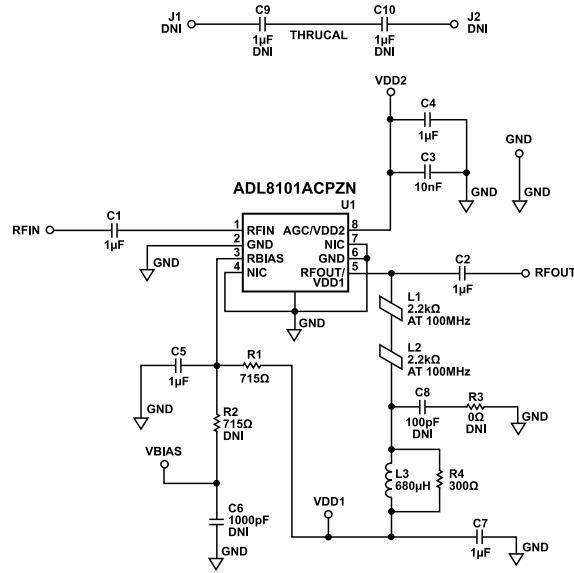 J1
DNI
C9
1µF
DNI
THRUCAL
C10
1µF
DNI
J2
DNI
VDD2
C4
1µF
C3
10nF
GND
GND
GND
ADL8101ACPZN
U1
RFIN
C1
1µF
GND
1 RFIN
2 GND
3 RBIAS
4 NIC
AGC/VDD2 8
NIC 7
GND 6
RFOUT/ 5
VDD1
GND
C2
1µF
RFOUT
L1
2.2kΩ
AT 100MHz
L2
2.2kΩ
AT 100MHz
C5
1µF
GND
R1
715Ω
R2
715Ω
DNI
VBIAS
C6
1000pF
DNI
GND
C8
100pF
DNI
R3
0Ω
DNI
GND
L3
680µH
R4
300Ω
VDD1
C7
1µF
GND